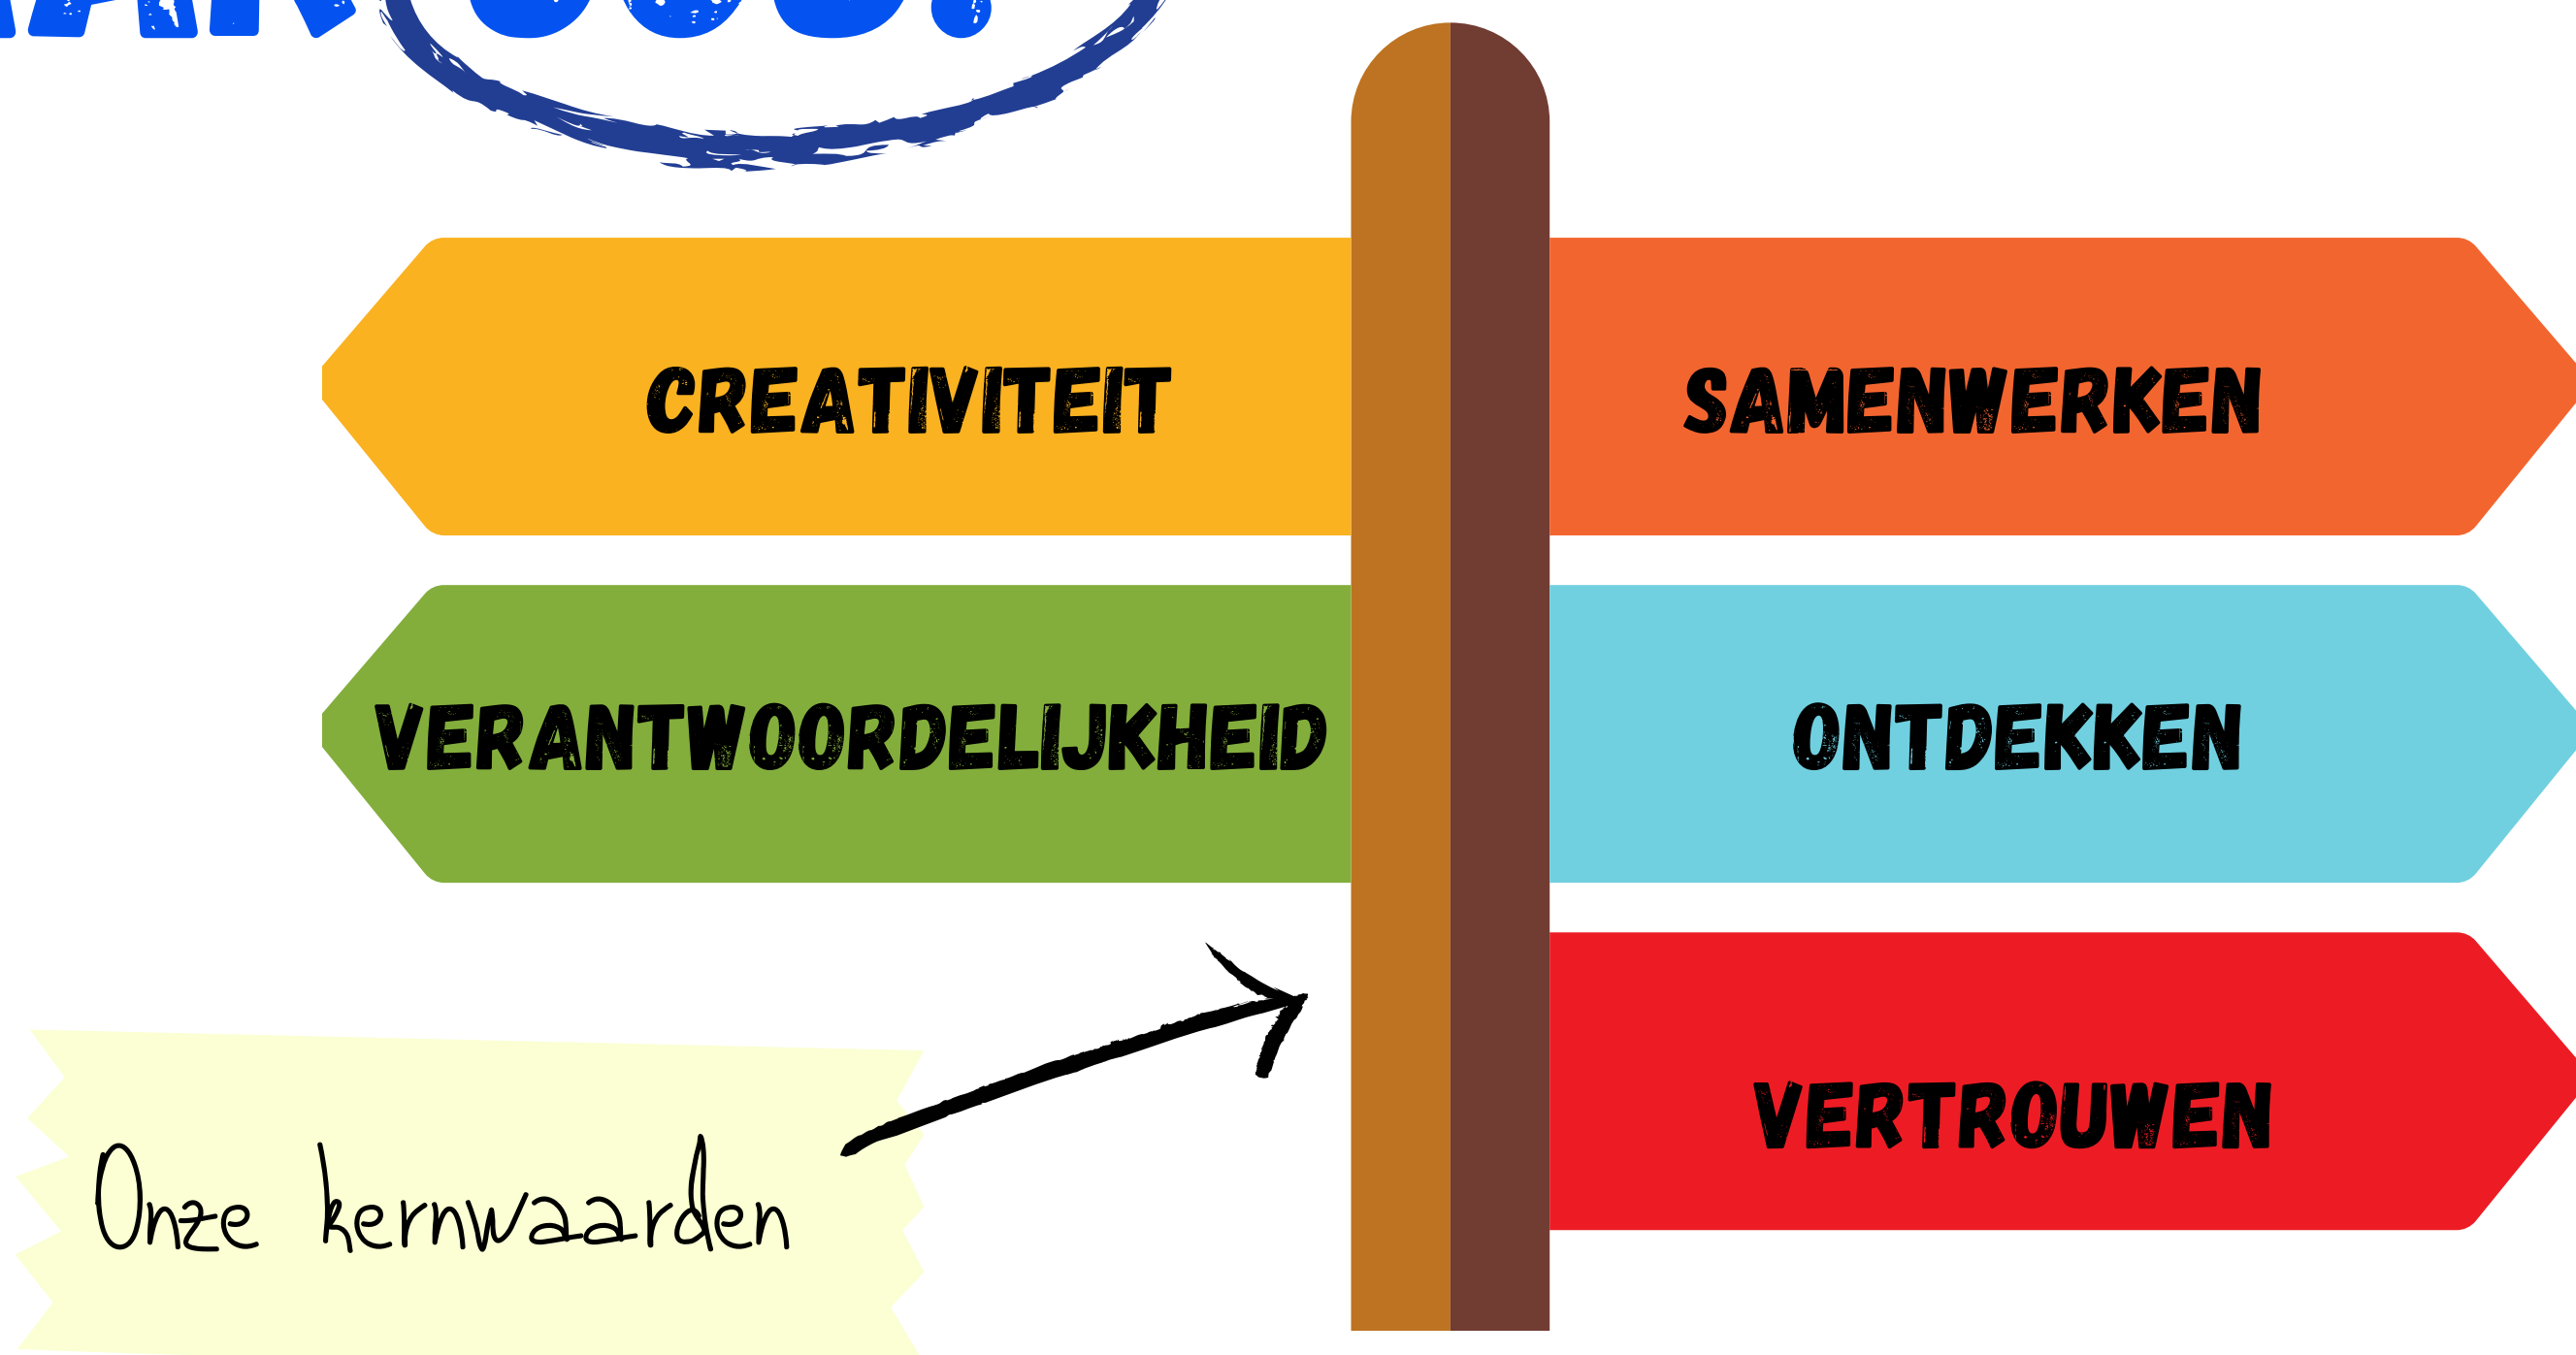 CREATIVITEIT
SAMENWERKEN
VERANTWOORDELIJKHEID
ONTDEKKEN
VERTROUWEN
Onze kernwaarden